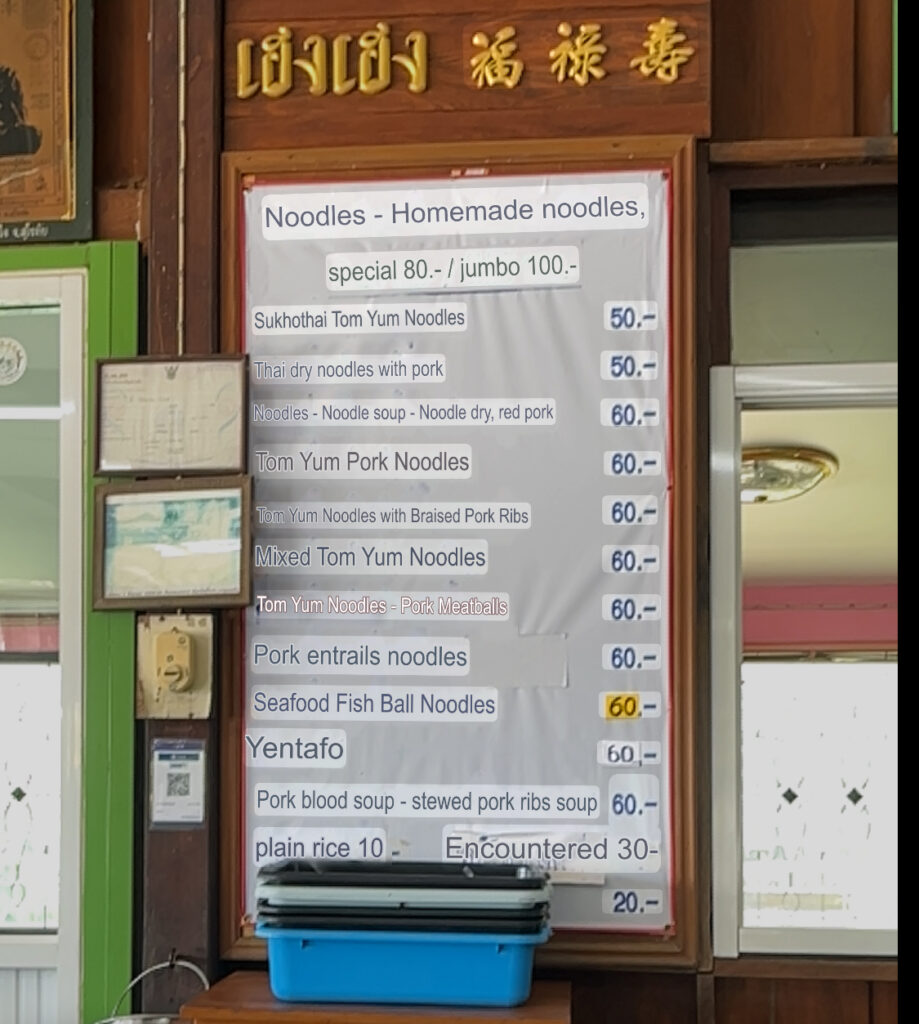 เฮงเฮง 福禄壽
Noodles - Homemade noodles,
special 80.- / jumbo 100.-
Sukhothai Tom Yum Noodles 50.-
Thai dry noodles with pork 50.-
Noodles - Noodle soup - Noodle dry, red pork 60.-
Tom Yum Pork Noodles 60.-
Tom Yum Noodles with Braised Pork Ribs 60.-
Mixed Tom Yum Noodles 60.-
Tom Yum Noodles - Pork Meatballs 60.-
Pork entrails noodles 60.-
Seafood Fish Ball Noodles 60.-
Yentafo 60.-
Pork blood soup - stewed pork ribs soup 60.-
plain rice 10 .- Encountered 30-
20.-